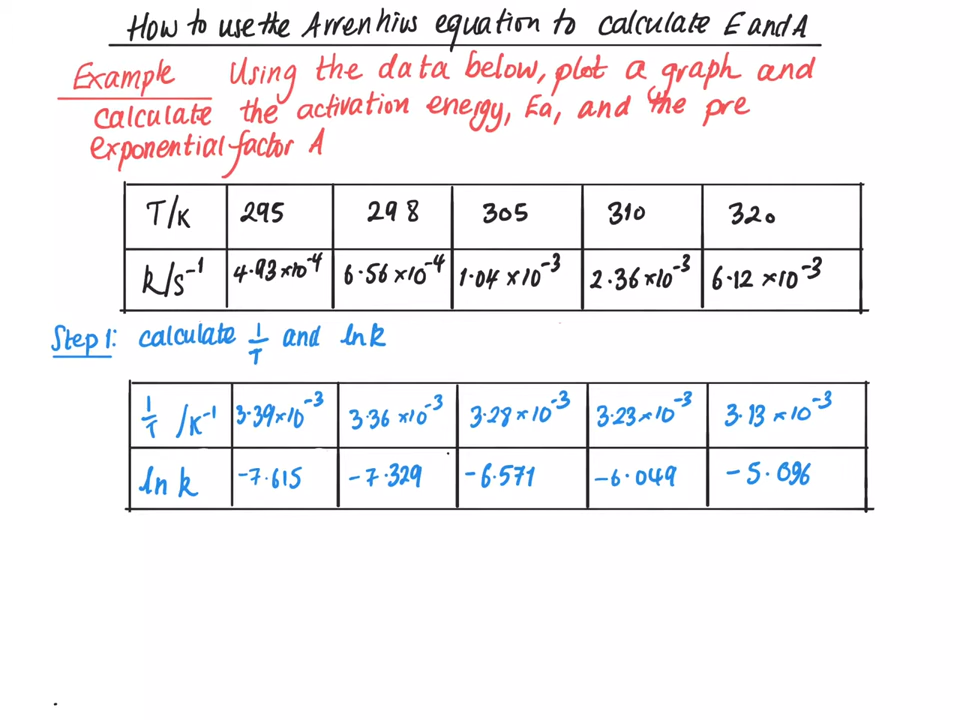 How to use the Arrenhius equation to calculate E and A
Example Using the data below, plot a graph and
calculate the activation energy, Ea, and the pre
exponential factor A
T/K 295 298 305 310 320
k/s⁻¹ 4.93×10⁻⁴ 6.56×10⁻⁴ 1.04×10⁻³ 2.36×10⁻³ 6.12×10⁻³
Step 1: calculate 1/T and ln k
1/T /K⁻¹ 3.39×10⁻³ 3.36×10⁻³ 3.28×10⁻³ 3.23×10⁻³ 3.13×10⁻³
ln k -7.615 -7.329 -6.571 -6.049 -5.096